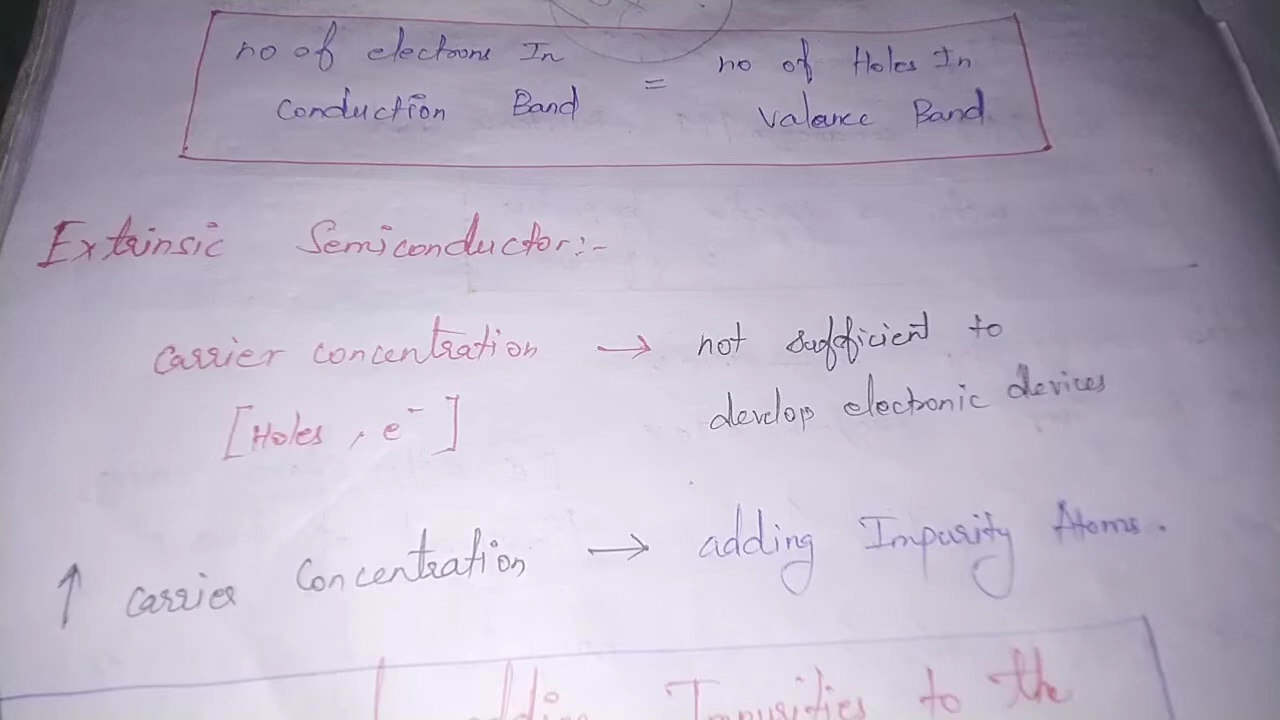 no of electrons In = no of Holes In
Conduction Band valance Band
Extrinsic Semiconductor:-
carrier concentration → not sufficient to
[Holes, e⁻] develop electronic devices
↑ carrier Concentration → adding Impurity Atoms.
adding Impurities to the